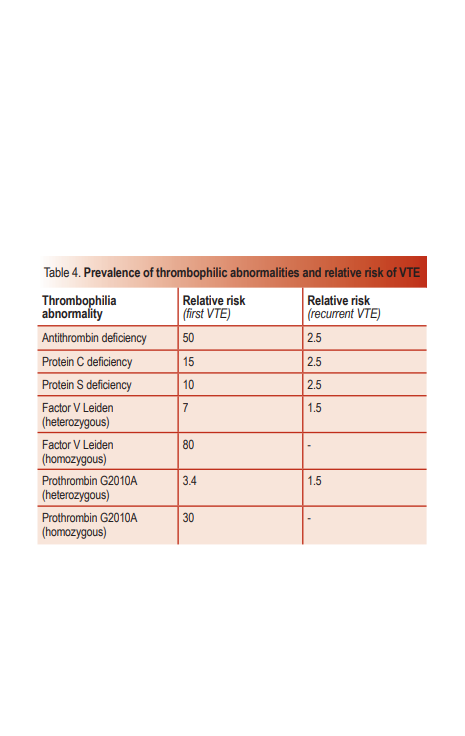 Table 4. Prevalence of thrombophilic abnormalities and relative risk of VTE
Thrombophilia abnormality Relative risk (first VTE) Relative risk (recurrent VTE)
Antithrombin deficiency 50 2.5
Protein C deficiency 15 2.5
Protein S deficiency 10 2.5
Factor V Leiden (heterozygous) 7 1.5
Factor V Leiden (homozygous) 80 -
Prothrombin G2010A (heterozygous) 3.4 1.5
Prothrombin G2010A (homozygous) 30 -